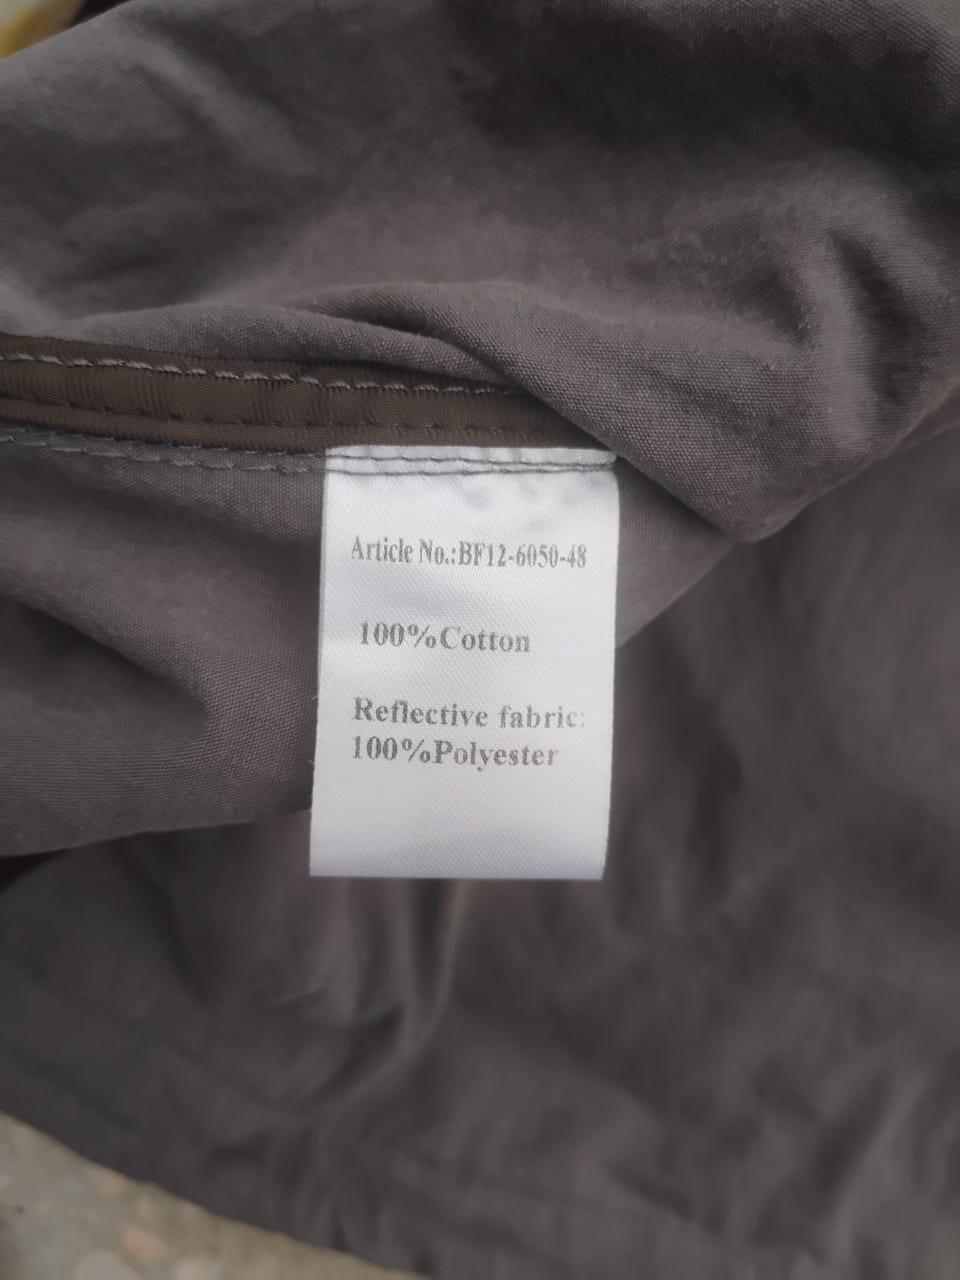 Article No.:BF12-6050-48
100%Cotton
Reflective fabric:
100%Polyester